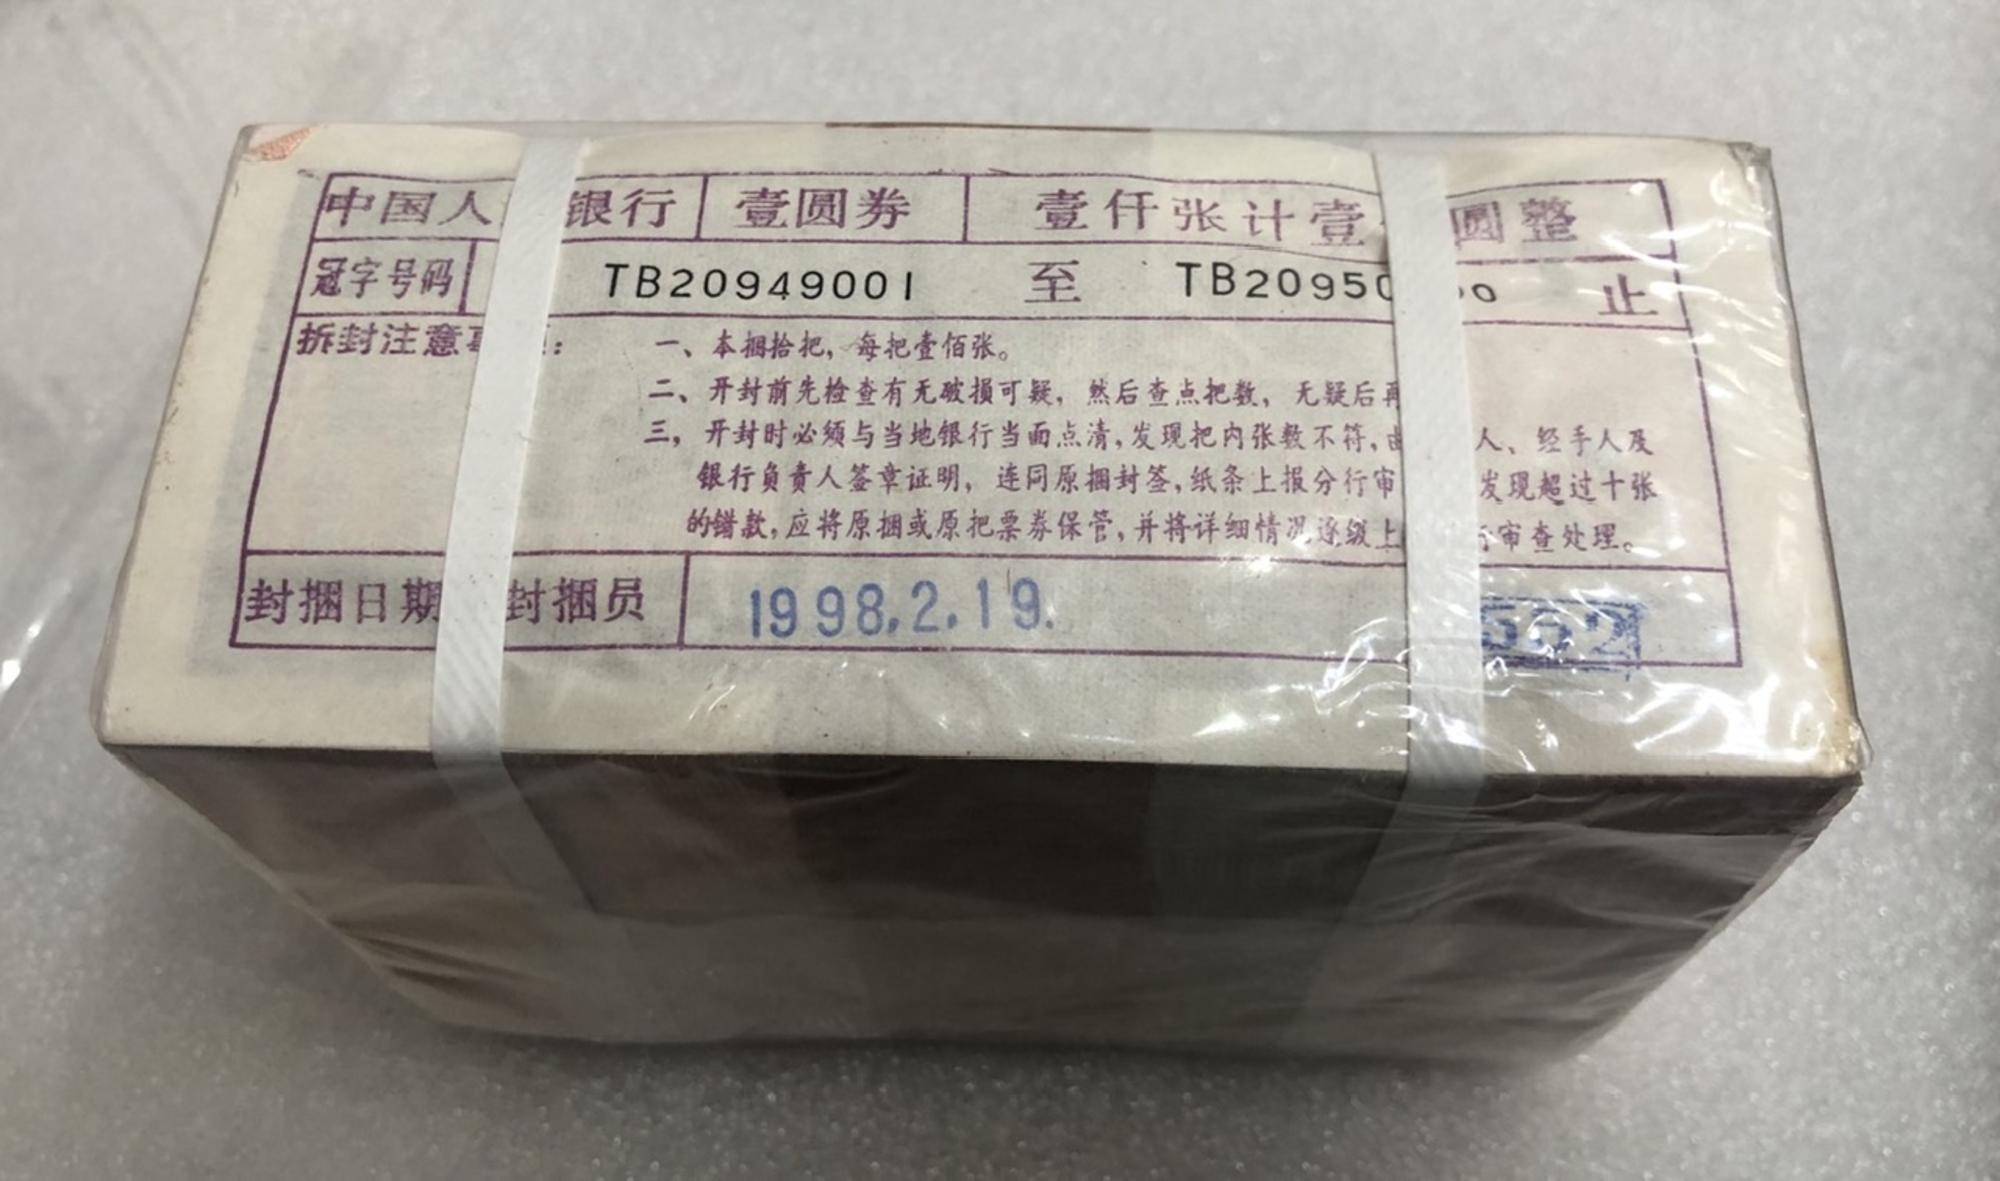 中国人 银行 壹圆券 壹仟张计壹 圆整
冠字号码 TB20949001 至 TB20950 00 止
拆封注意 : 一、本捆拾把,每把壹佰张。
二、开封前先检查有无破损可疑,然后查点把数,无疑后再
三,开封时必须与当地银行当面点清,发现把内张数不符,由 人、经手人及
银行负责人签章证明,连同原捆封签,纸条上报分行审 发现超过十张
的错款,应将原捆或原把票券保管,并将详细情况逐级上 行审查处理。
封捆日期 封捆员 1998.2.19. 552